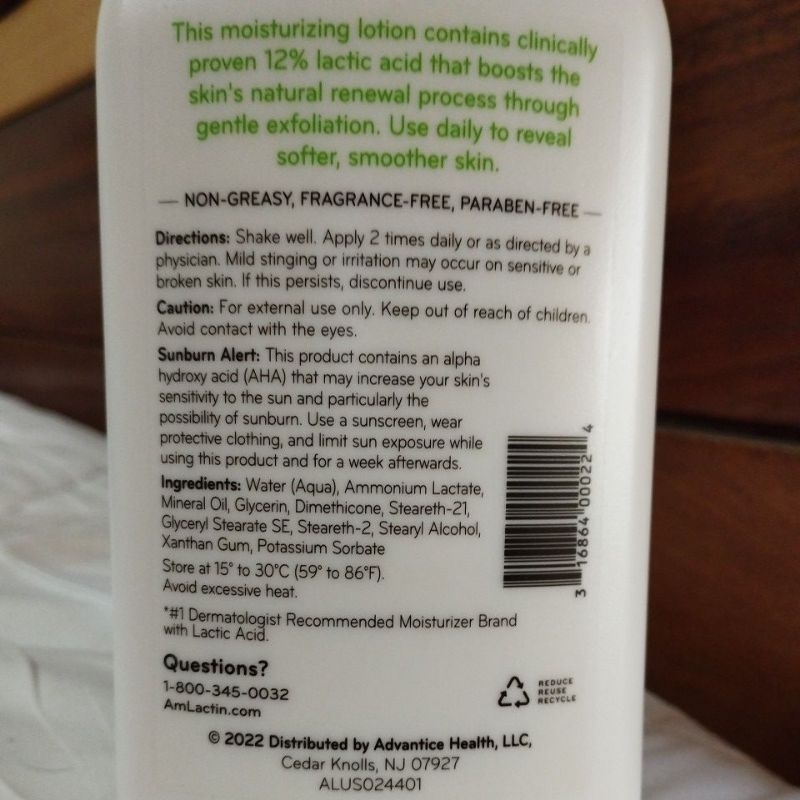 This moisturizing lotion contains clinically
proven 12% lactic acid that boosts the
skin's natural renewal process through
gentle exfoliation. Use daily to reveal
softer, smoother skin.
— NON-GREASY, FRAGRANCE-FREE, PARABEN-FREE —
Directions: Shake well. Apply 2 times daily or as directed by a
physician. Mild stinging or irritation may occur on sensitive or
broken skin. If this persists, discontinue use.
Caution: For external use only. Keep out of reach of children.
Avoid contact with the eyes.
Sunburn Alert: This product contains an alpha
hydroxy acid (AHA) that may increase your skin's
sensitivity to the sun and particularly the
possibility of sunburn. Use a sunscreen, wear
protective clothing, and limit sun exposure while
using this product and for a week afterwards.
Ingredients: Water (Aqua), Ammonium Lactate,
Mineral Oil, Glycerin, Dimethicone, Steareth-21,
Glyceryl Stearate SE, Steareth-2, Stearyl Alcohol,
Xanthan Gum, Potassium Sorbate
Store at 15° to 30°C (59° to 86°F).
Avoid excessive heat.
3 16864 00022 4
*#1 Dermatologist Recommended Moisturizer Brand
with Lactic Acid.
Questions?
1-800-345-0032
AmLactin.com
REDUCE
REUSE
RECYCLE
© 2022 Distributed by Advantice Health, LLC,
Cedar Knolls, NJ 07927
ALUS024401